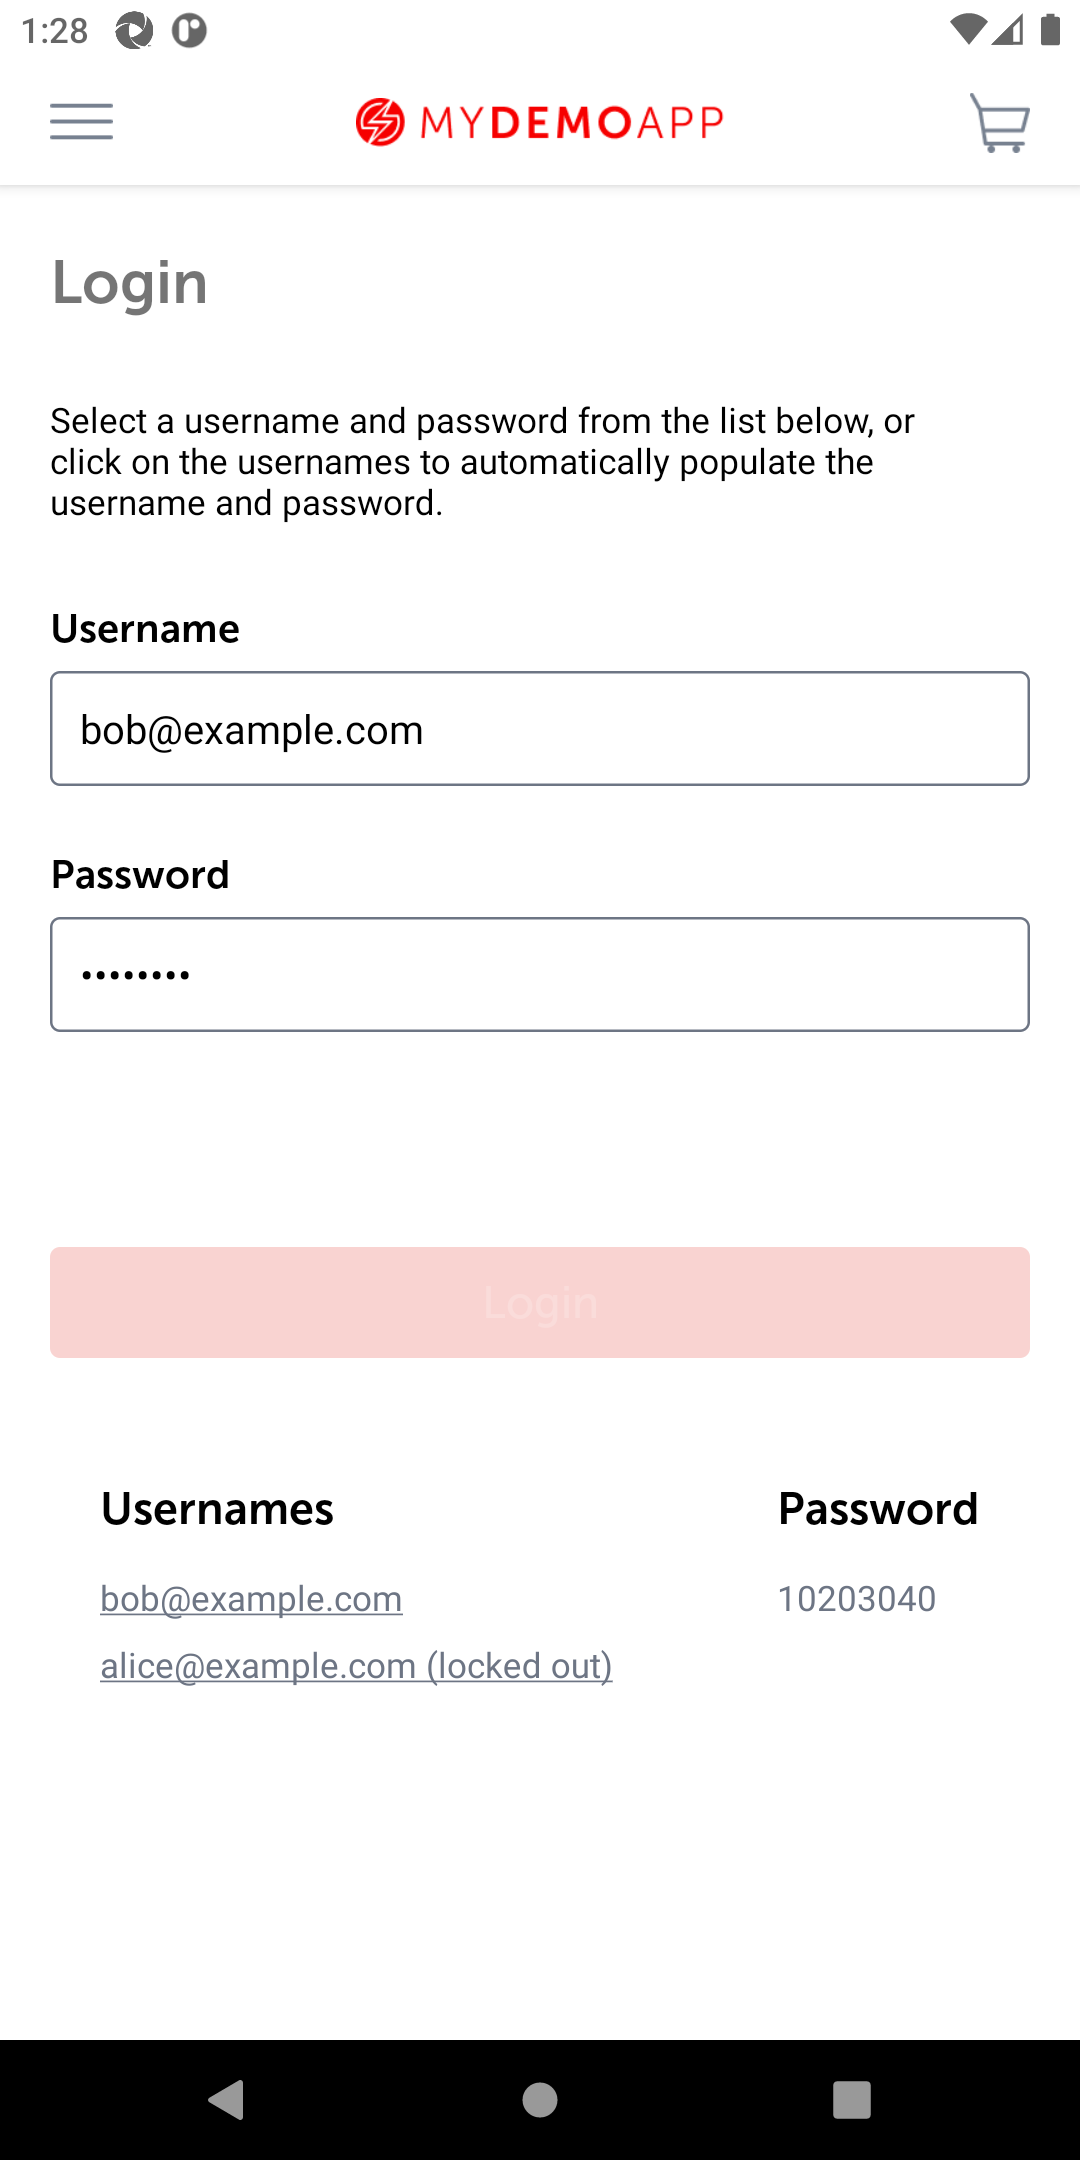 1:28
MYDEMOAPP
Login
Select a username and password from the list below, or
click on the usernames to automatically populate the
username and password.
Username
bob@example.com
Password
••••••••
Login
Usernames
Password
bob@example.com
10203040
alice@example.com (locked out)